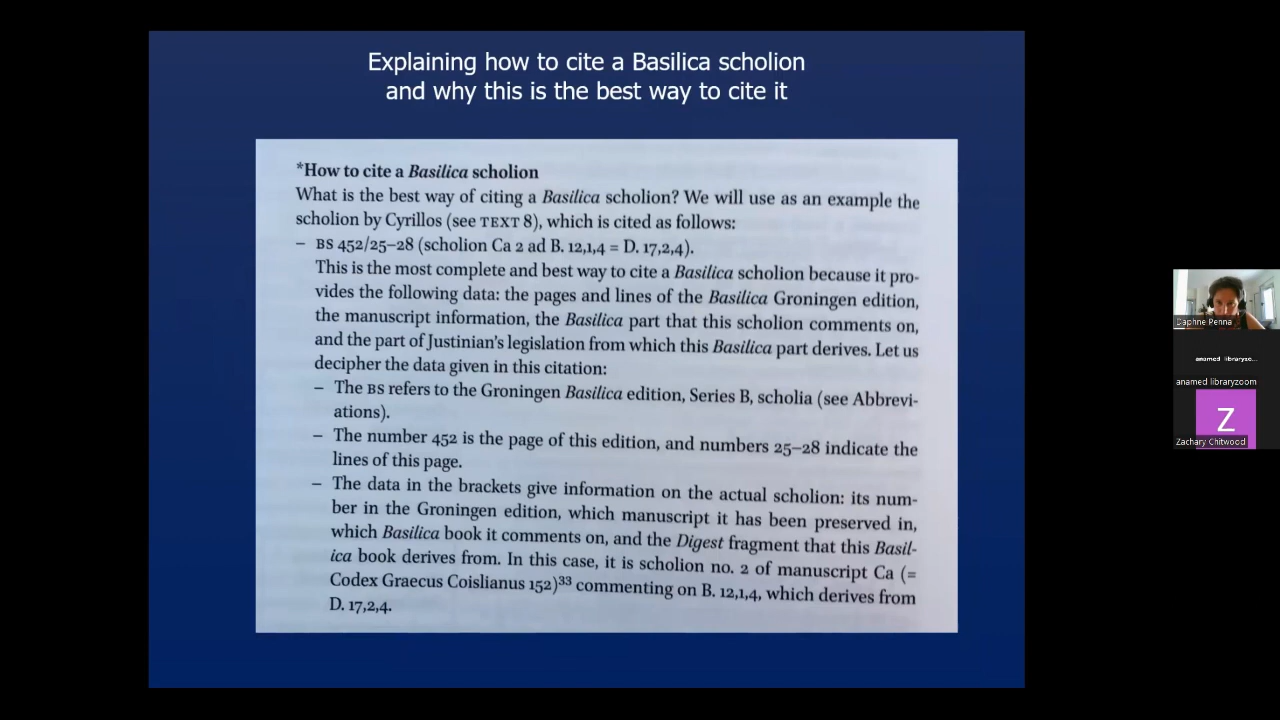 Explaining how to cite a Basilica scholion
and why this is the best way to cite it
*How to cite a Basilica scholion
What is the best way of citing a Basilica scholion? We will use as an example the
scholion by Cyrillos (see TEXT 8), which is cited as follows:
– BS 452/25–28 (scholion Ca 2 ad B. 12,1,4 = D. 17,2,4).
This is the most complete and best way to cite a Basilica scholion because it pro-
vides the following data: the pages and lines of the Basilica Groningen edition,
the manuscript information, the Basilica part that this scholion comments on,
and the part of Justinian's legislation from which this Basilica part derives. Let us
decipher the data given in this citation:
– The BS refers to the Groningen Basilica edition, Series B, scholia (see Abbrevi-
ations).
– The number 452 is the page of this edition, and numbers 25–28 indicate the
lines of this page.
– The data in the brackets give information on the actual scholion: its num-
ber in the Groningen edition, which manuscript it has been preserved in,
which Basilica book it comments on, and the Digest fragment that this Basil-
ica book derives from. In this case, it is scholion no. 2 of manuscript Ca (=
Codex Graecus Coislianus 152)³³ commenting on B. 12,1,4, which derives from
D. 17,2,4.
Daphne Penna
anamed libraryzo...
anamed libraryzoom
Z
Zachary Chitwood